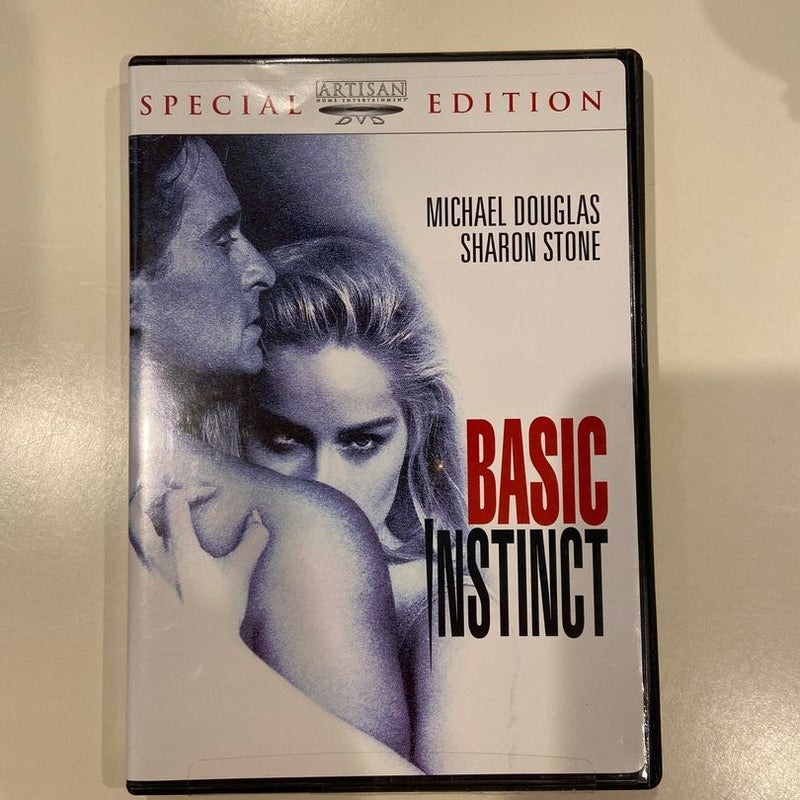 SPECIAL EDITION
ARTISAN
HOME ENTERTAINMENT
DVD
MICHAEL DOUGLAS
SHARON STONE
BASIC
INSTINCT